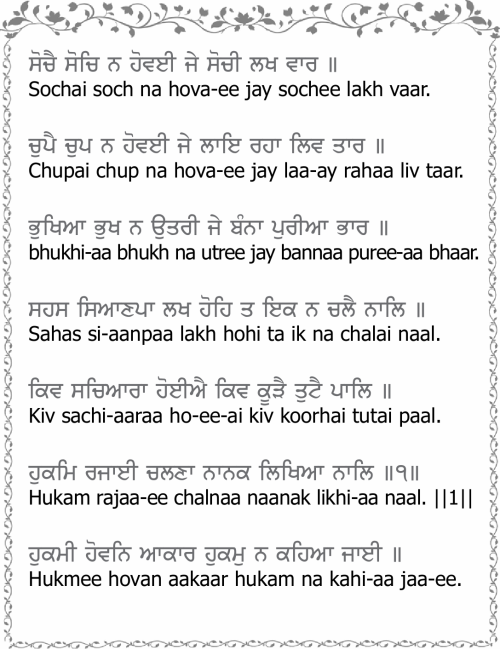 ਸੋਚੈ ਸੋਚਿ ਨ ਹੋਵਈ ਜੇ ਸੋਚੀ ਲਖ ਵਾਰ ॥
Sochai soch na hova-ee jay sochee lakh vaar.
ਚੁਪੈ ਚੁਪ ਨ ਹੋਵਈ ਜੇ ਲਾਇ ਰਹਾ ਲਿਵ ਤਾਰ ॥
Chupai chup na hova-ee jay laa-ay rahaa liv taar.
ਭੁਖਿਆ ਭੁਖ ਨ ਉਤਰੀ ਜੇ ਬੰਨਾ ਪੁਰੀਆ ਭਾਰ ॥
bhukhi-aa bhukh na utree jay bannaa puree-aa bhaar.
ਸਹਸ ਸਿਆਣਪਾ ਲਖ ਹੋਹਿ ਤ ਇਕ ਨ ਚਲੈ ਨਾਲਿ ॥
Sahas si-aanpaa lakh hohi ta ik na chalai naal.
ਕਿਵ ਸਚਿਆਰਾ ਹੋਈਐ ਕਿਵ ਕੂੜੈ ਤੁਟੈ ਪਾਲਿ ॥
Kiv sachi-aaraa ho-ee-ai kiv koorhai tutai paal.
ਹੁਕਮਿ ਰਜਾਈ ਚਲਣਾ ਨਾਨਕ ਲਿਖਿਆ ਨਾਲਿ ॥੧॥
Hukam rajaa-ee chalnaa naanak likhi-aa naal. ||1||
ਹੁਕਮੀ ਹੋਵਨਿ ਆਕਾਰ ਹੁਕਮੁ ਨ ਕਹਿਆ ਜਾਈ ॥
Hukmee hovan aakaar hukam na kahi-aa jaa-ee.